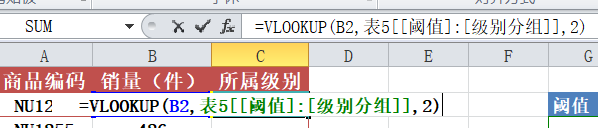 SUM
=VLOOKUP(B2,表5[[阈值]:[级别分组]],2)
A B C D E F G
商品编码 销量（件） 所属级别
NU12 =VLOOKUP(B2,表5[[阈值]:[级别分组]],2) 阈值